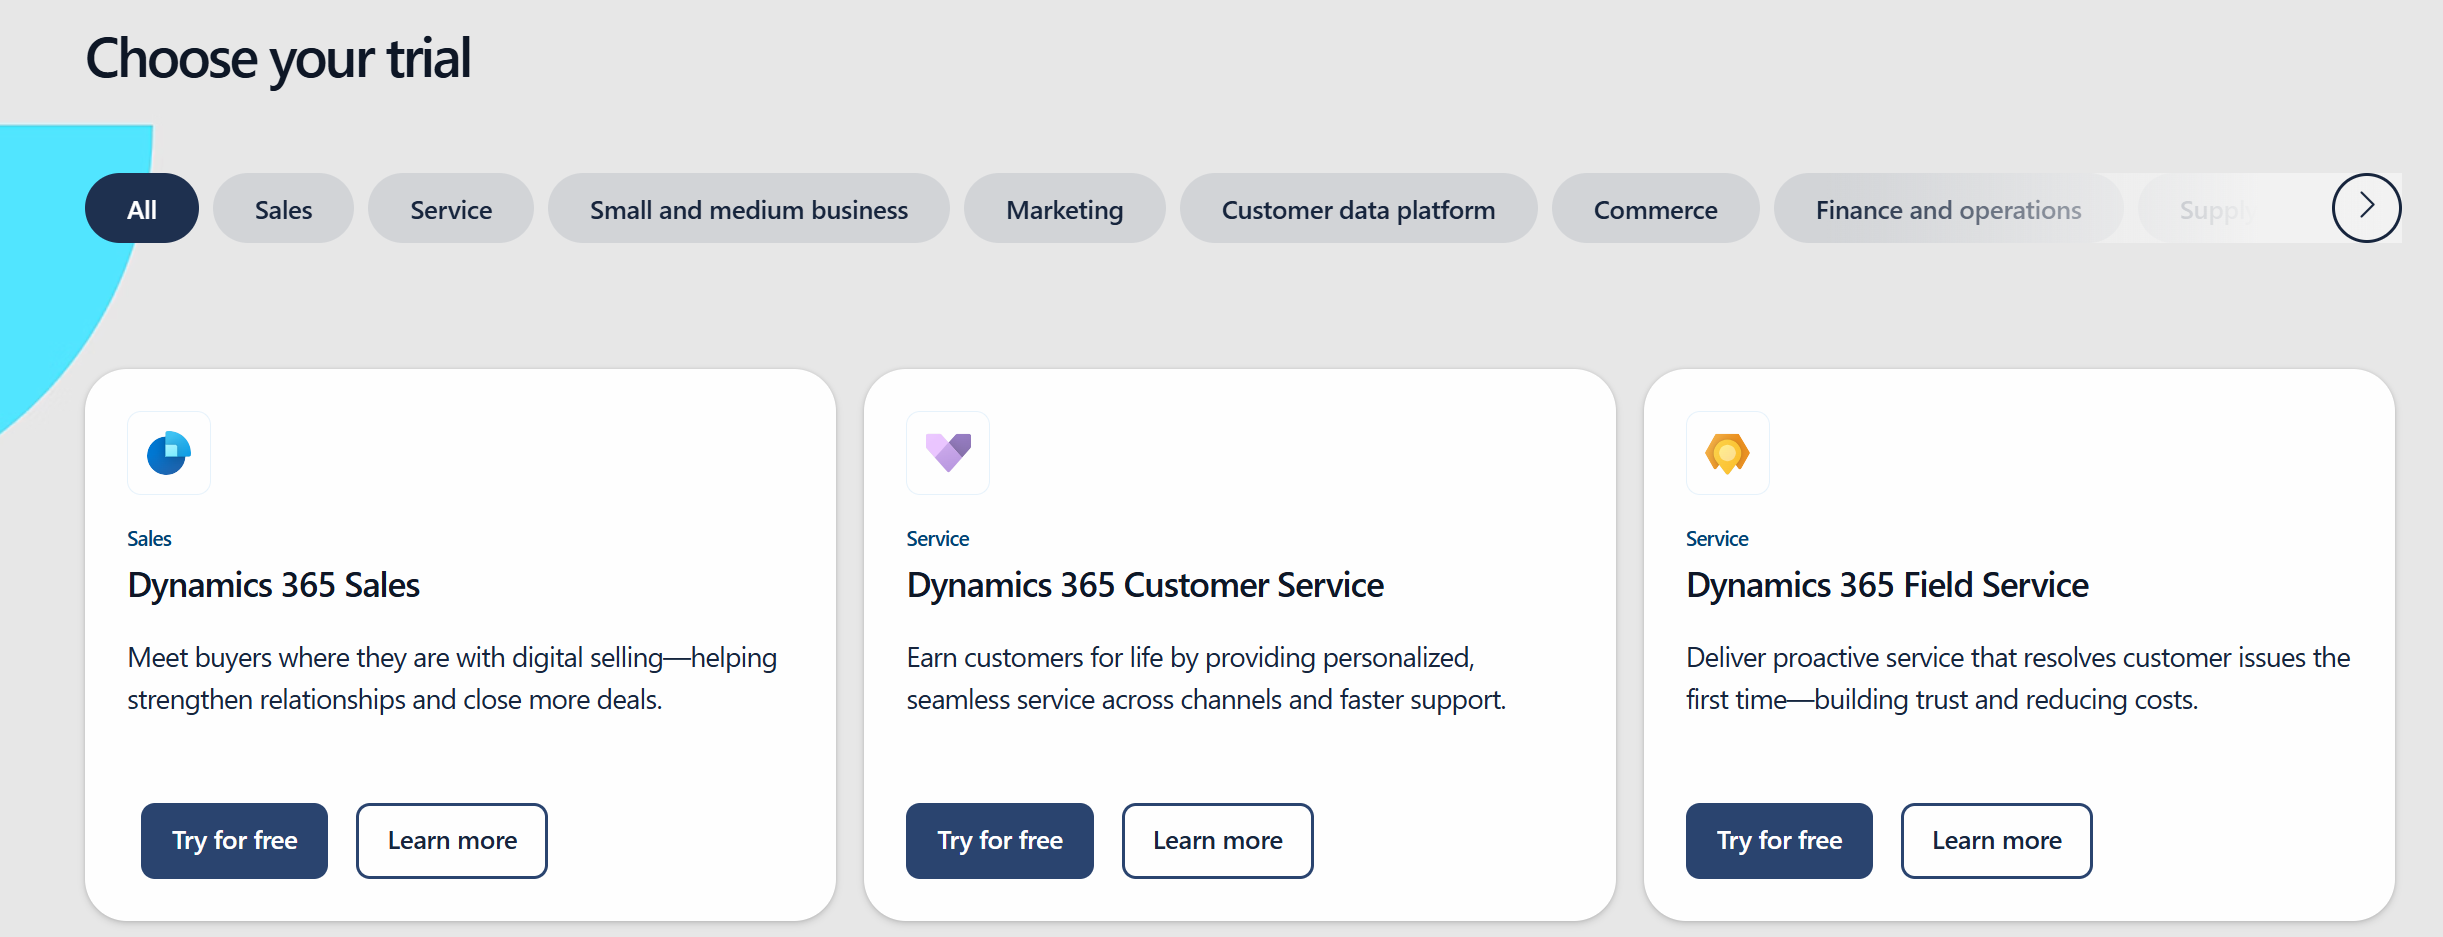 Choose your trial
All Sales Service Small and medium business Marketing Customer data platform Commerce Finance and operations
Sales
Dynamics 365 Sales
Meet buyers where they are with digital selling—helping
strengthen relationships and close more deals.
Try for free Learn more
Service
Dynamics 365 Customer Service
Earn customers for life by providing personalized,
seamless service across channels and faster support.
Try for free Learn more
Service
Dynamics 365 Field Service
Deliver proactive service that resolves customer issues the
first time—building trust and reducing costs.
Try for free Learn more